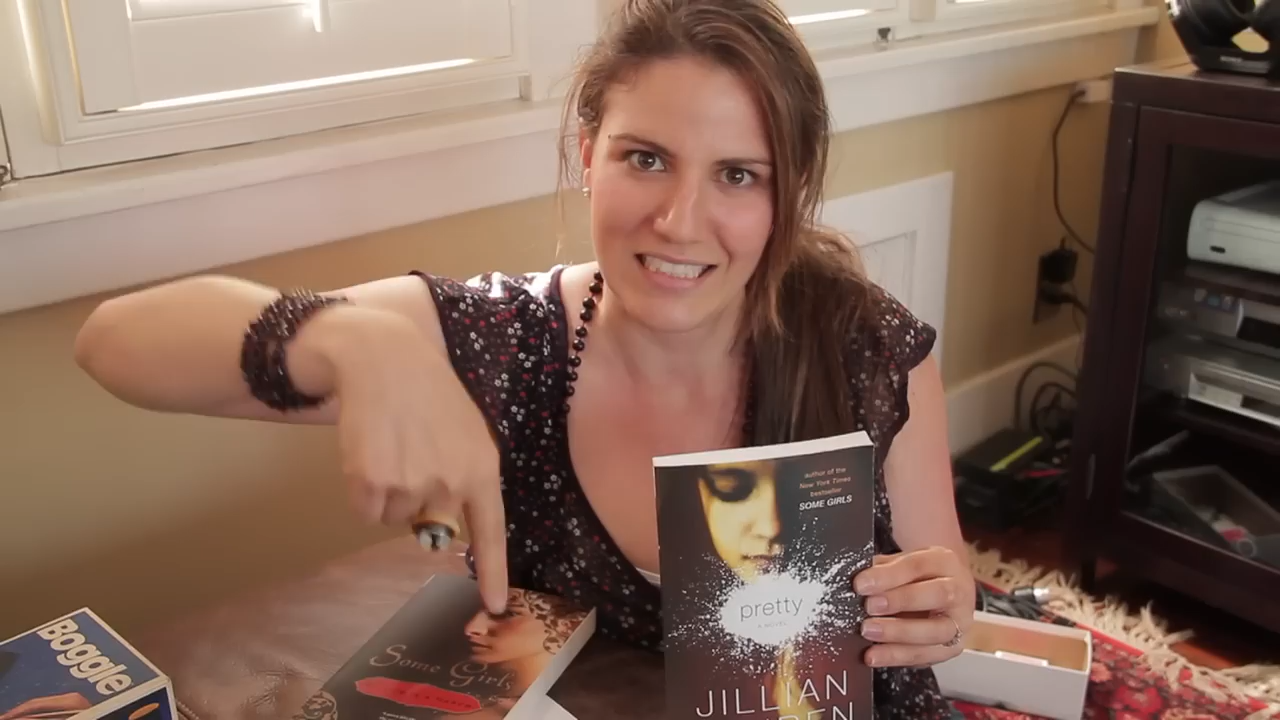 author of the
New York Times
bestseller
SOME GIRLS
pretty
A NOVEL
JILLIAN
Some Girls
Boggle